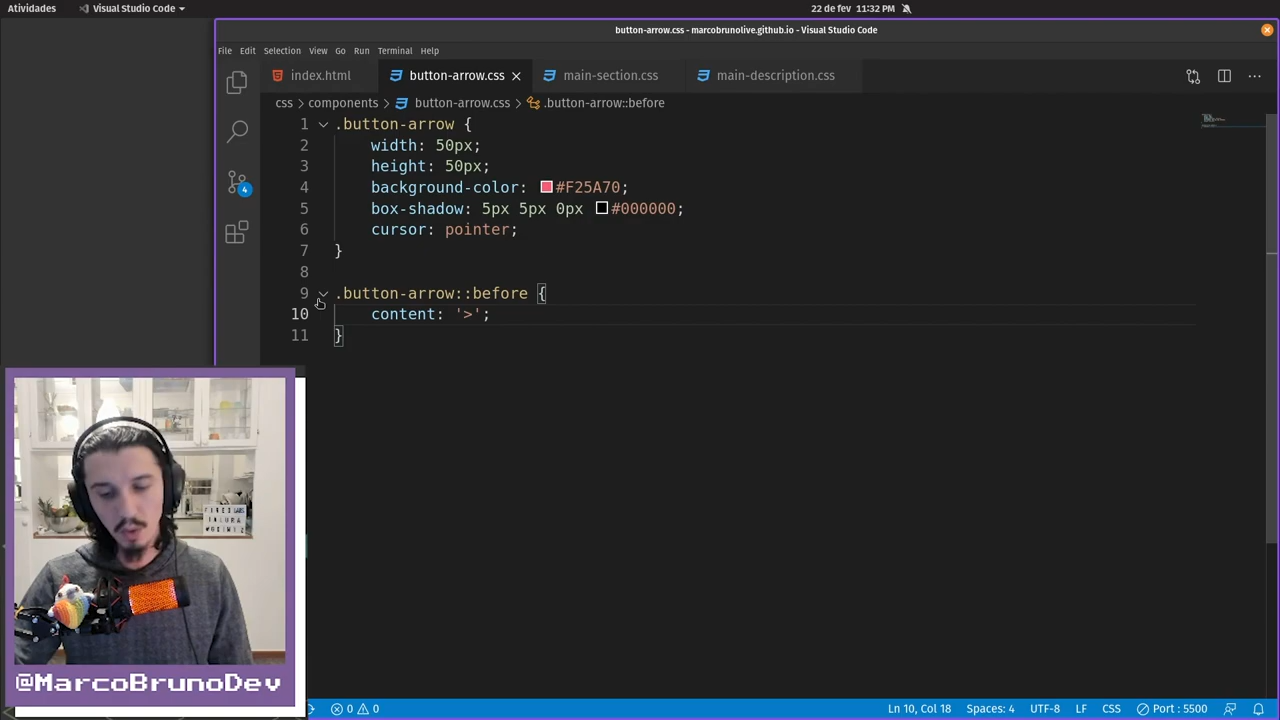 Atividades
Visual Studio Code
22 de fev 11:32 PM
button-arrow.css - marcobrunolive.github.io - Visual Studio Code
File Edit Selection View Go Run Terminal Help
index.html button-arrow.css main-section.css main-description.css
css > components > button-arrow.css > .button-arrow::before
1 .button-arrow {
2 width: 50px;
3 height: 50px;
4 background-color: #F25A70;
5 box-shadow: 5px 5px 0px #000000;
6 cursor: pointer;
7 }
8
9 .button-arrow::before {
10 content: '>';
11 }
4
@MarcoBrunoDev
0 0 Ln 10, Col 18 Spaces: 4 UTF-8 LF CSS Port : 5500